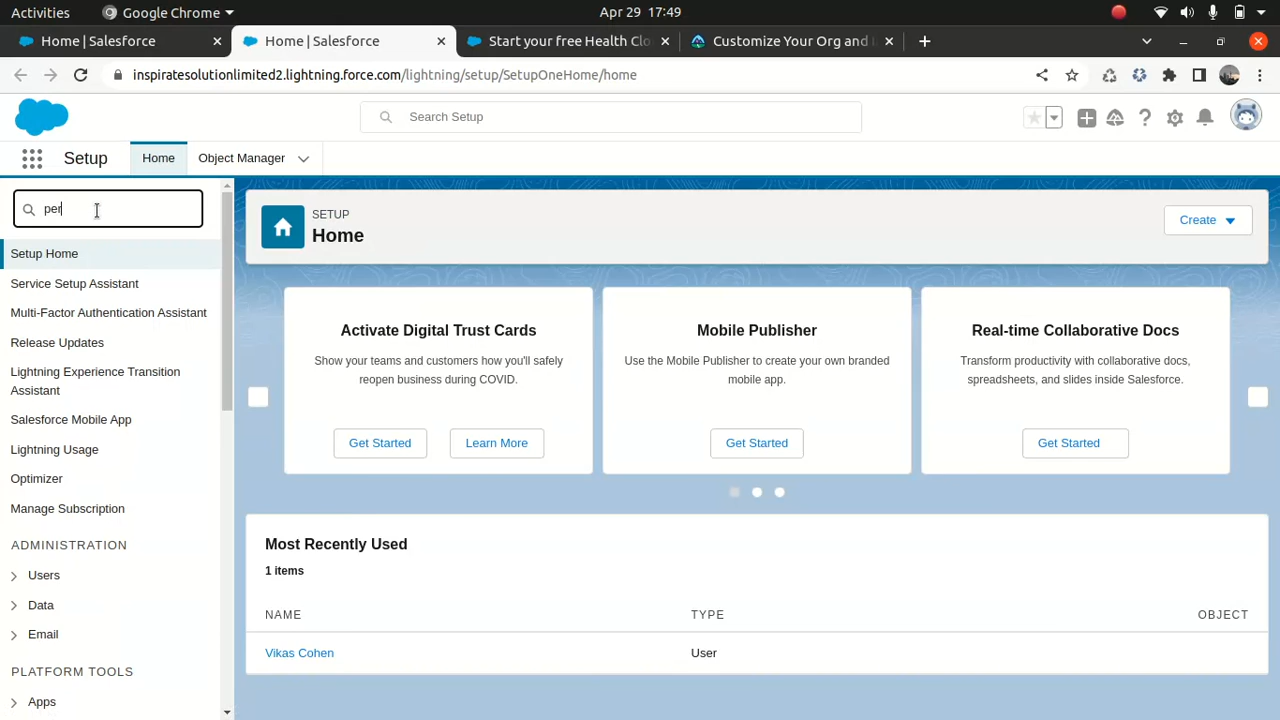 Activities
Google Chrome
Apr 29 17:49
Home | Salesforce
Home | Salesforce
Start your free Health Clo
Customize Your Org and
inspiratesolutionlimited2.lightning.force.com/lightning/setup/SetupOneHome/home
Search Setup
Setup
Home
Object Manager
per
Setup Home
Service Setup Assistant
Multi-Factor Authentication Assistant
Release Updates
Lightning Experience Transition
Assistant
Salesforce Mobile App
Lightning Usage
Optimizer
Manage Subscription
ADMINISTRATION
Users
Data
Email
PLATFORM TOOLS
Apps
SETUP
Home
Create
Activate Digital Trust Cards
Show your teams and customers how you'll safely
reopen business during COVID.
Get Started
Learn More
Mobile Publisher
Use the Mobile Publisher to create your own branded
mobile app.
Get Started
Real-time Collaborative Docs
Transform productivity with collaborative docs,
spreadsheets, and slides inside Salesforce.
Get Started
Most Recently Used
1 items
NAME
TYPE
OBJECT
Vikas Cohen
User